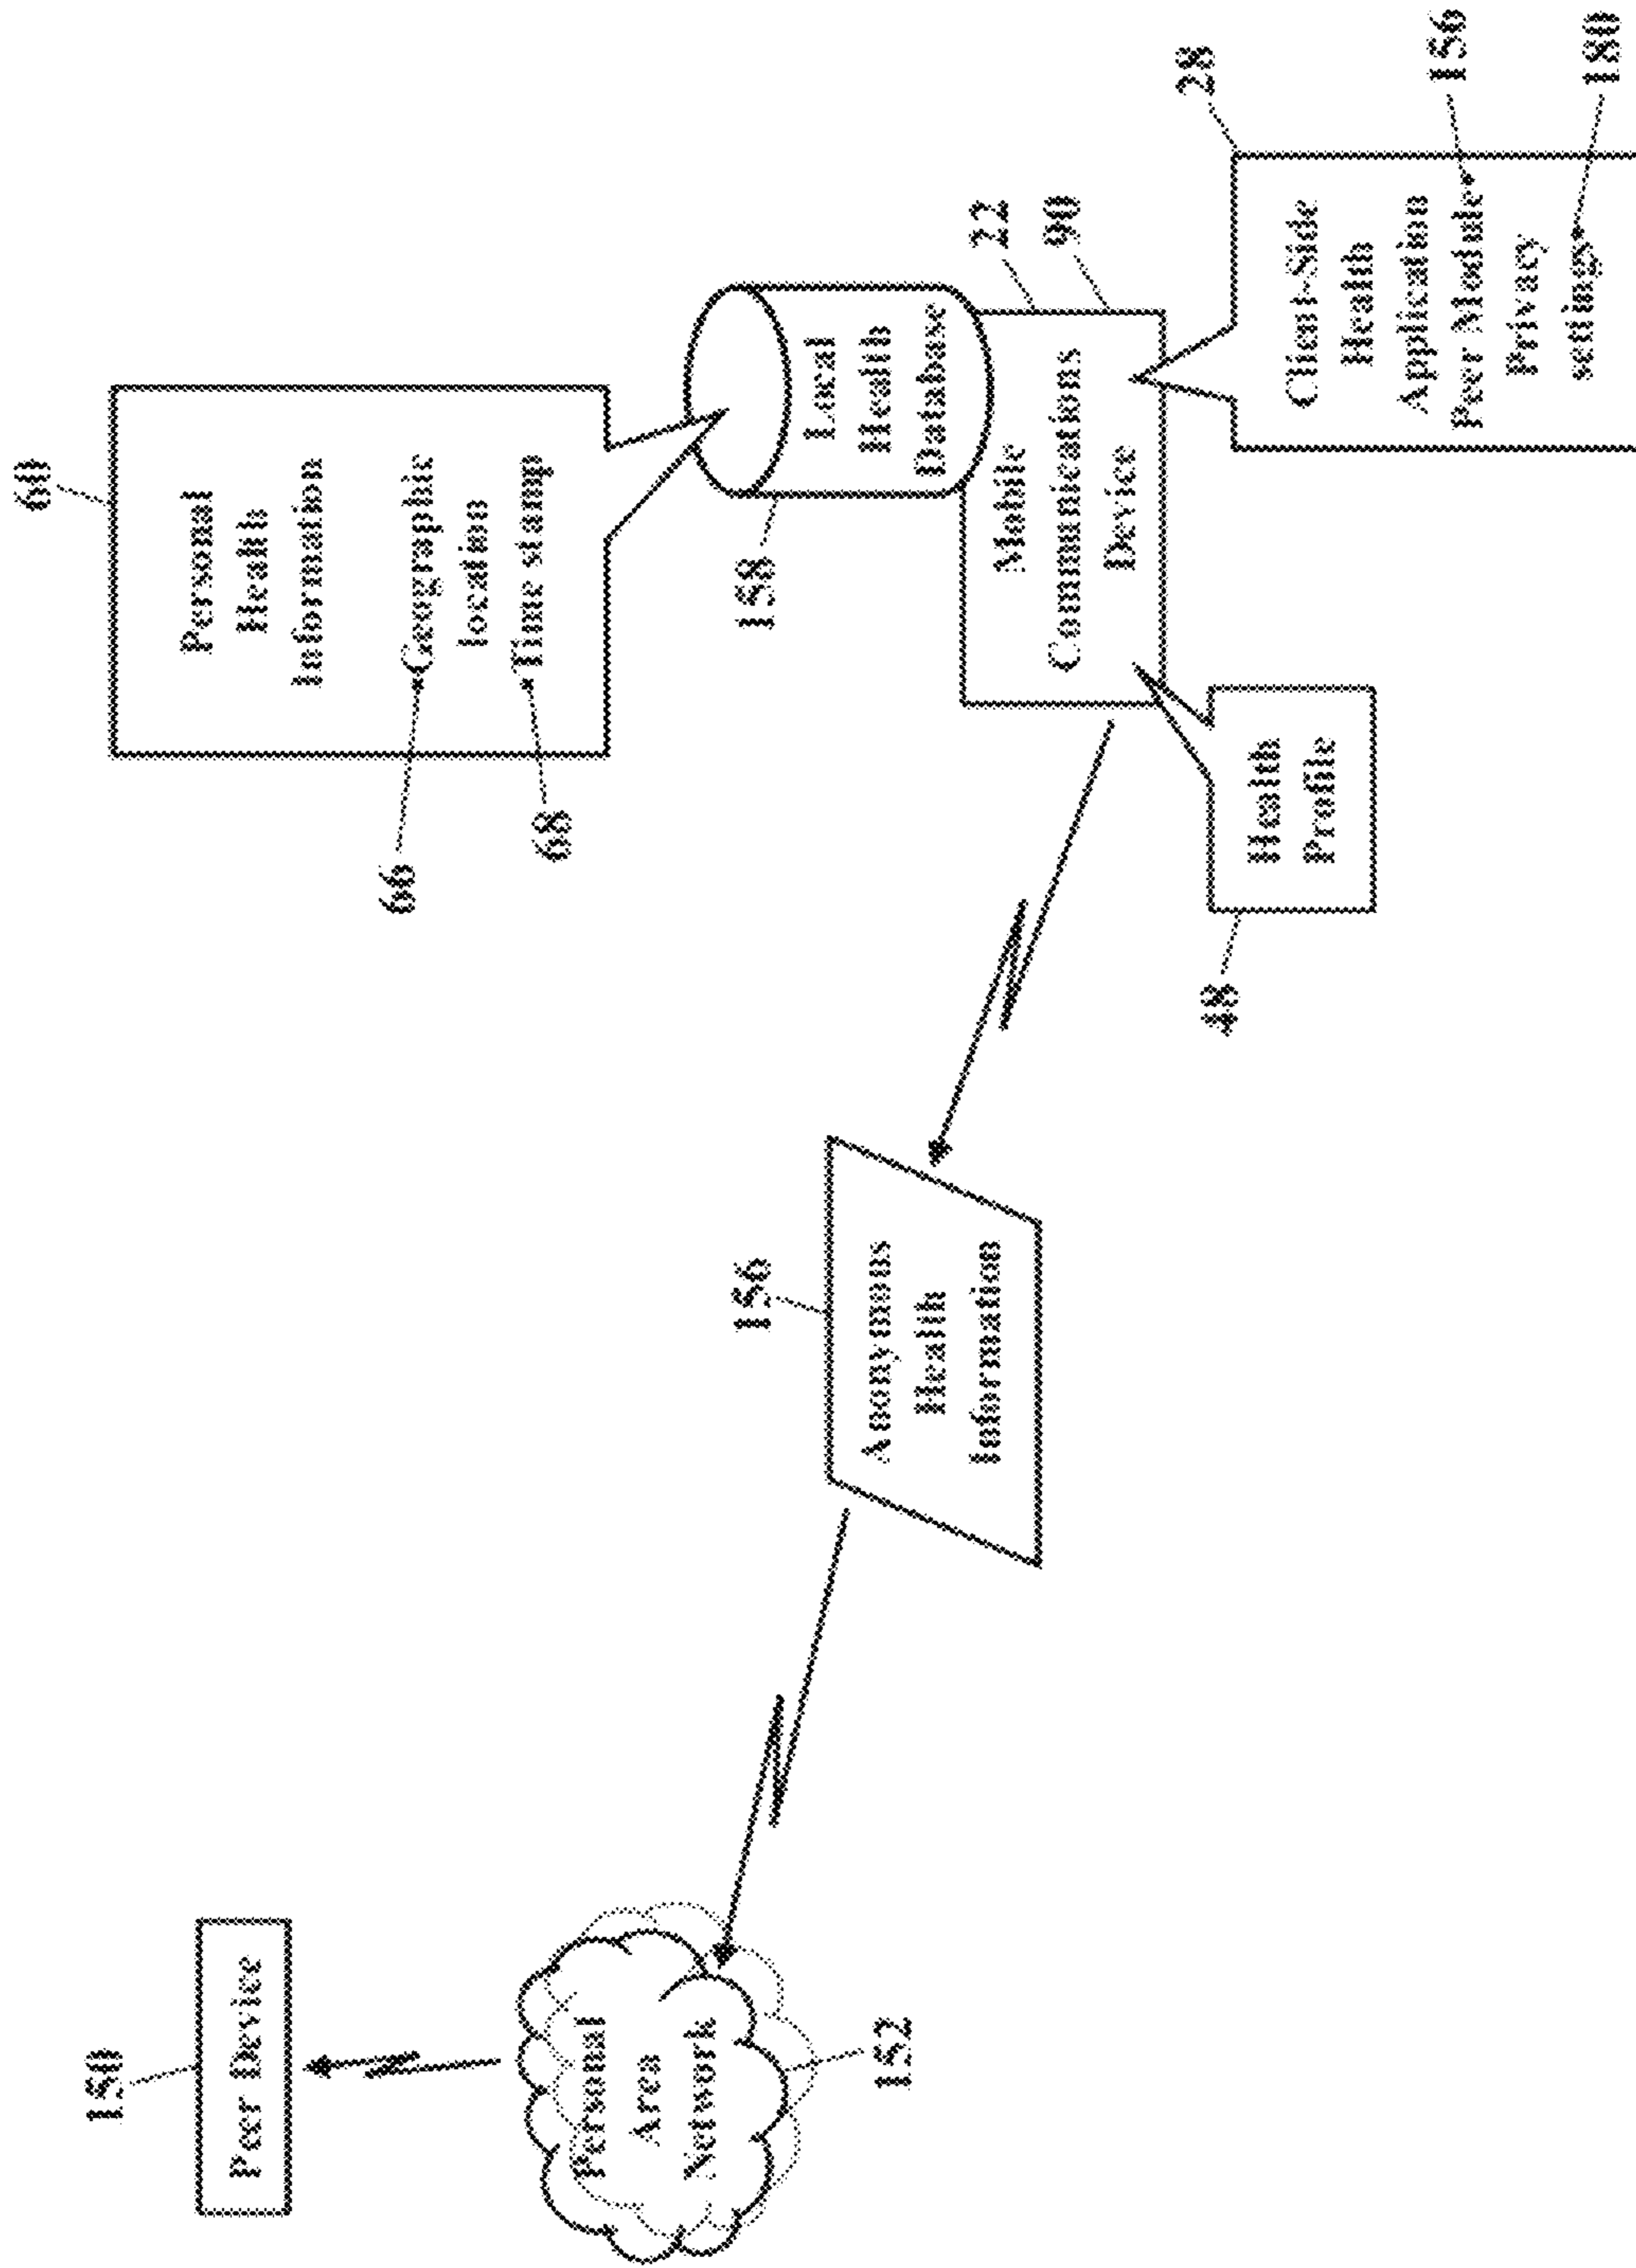 150
Peer Device
Personal
Area
Network
152
156
Anonymous
Health
Information
60
Personal
Health
Information
Geographic
location
Time stamp
66
68
158
Local
Health
Database
Mobile
Communications
Device
22
90
48
Health
Profile
28
Client-Side
Health
Application
Peer Module
Privacy
settings
156
180